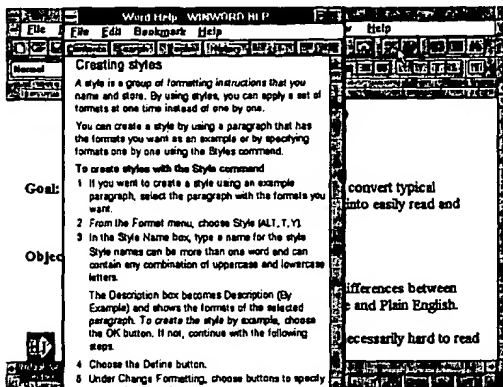 Word Help - WINWORD.HLP
File Edit Bookmark Help
File
Help
Normal
Creating styles
A style is a group of formatting instructions that you
name and store. By using styles, you can apply a set of
formats at one time instead of one by one.
You can create a style by using a paragraph that has
the formats you want as an example or by specifying
formats one by one using the Styles command.
To create styles with the Style command
1 If you want to create a style using an example
paragraph, select the paragraph with the formats you
want.
2 From the Format menu, choose Style (ALT, T, Y).
3 In the Style Name box, type a name for the style
Style names can be more than one word and can
contain any combination of uppercase and lowercase
letters.
The Description box becomes Description (By
Example) and shows the formats of the selected
paragraph. To create the style by example, choose
the OK button. If not, continue with the following
steps.
4 Choose the Define button.
5 Under Change Formatting, choose buttons to specify
Goal:
convert typical
into easily read and
Objec
ifferences between
e and Plain English.
ecessarily hard to read